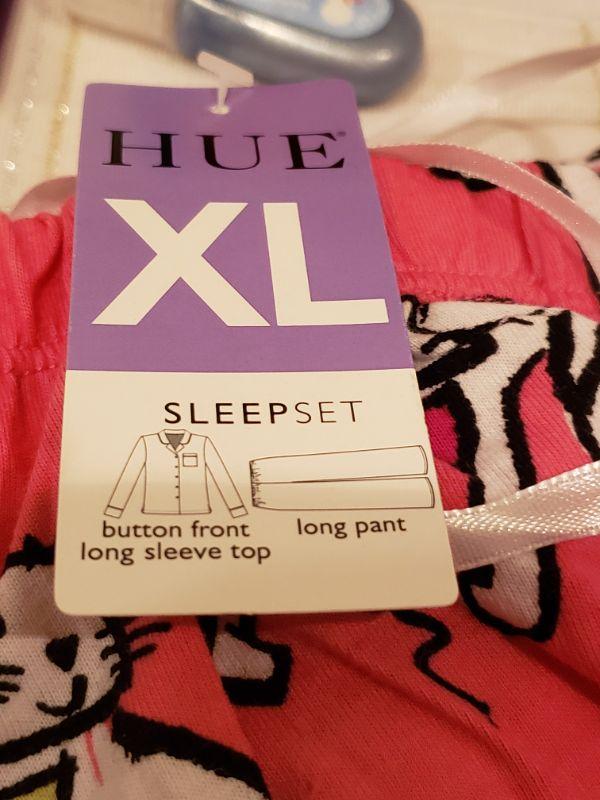 HUE®
XL
SLEEPSET
button front
long sleeve top
long pant